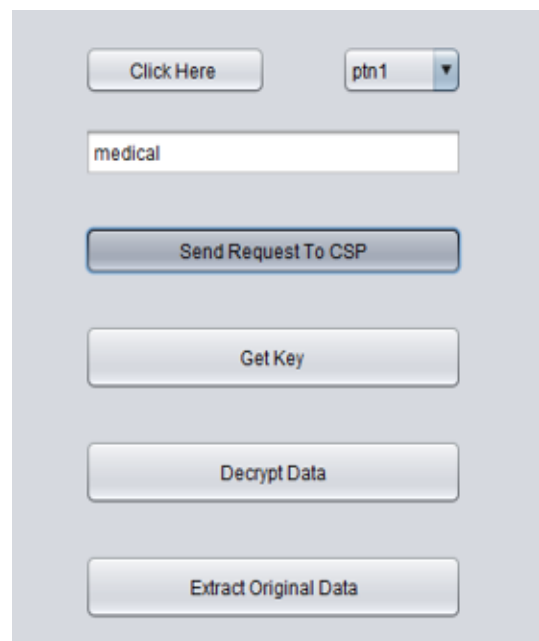 Click Here ptn1
medical
Send Request To CSP
Get Key
Decrypt Data
Extract Original Data